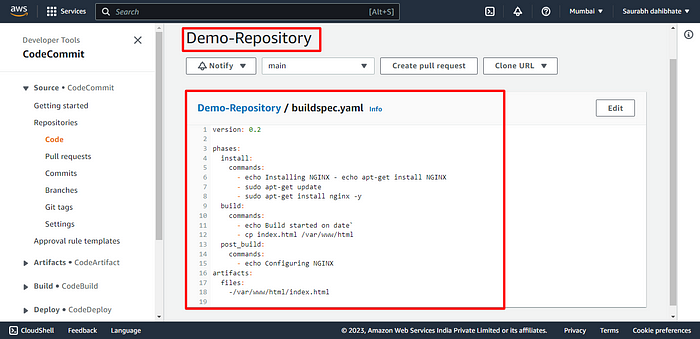 aws
Services
Search
[Alt+S]
Mumbai
Saurabh dahibhate
Developer Tools
CodeCommit
Source • CodeCommit
Getting started
Repositories
Code
Pull requests
Commits
Branches
Git tags
Settings
Approval rule templates
Artifacts • CodeArtifact
Build • CodeBuild
Deploy • CodeDeploy
Demo-Repository
Notify
main
Create pull request
Clone URL
Demo-Repository / buildspec.yaml Info
Edit
1 version: 0.2
2
3 phases:
4 install:
5 commands:
6 - echo Installing NGINX - echo apt-get install NGINX
7 - sudo apt-get update
8 - sudo apt-get install nginx -y
9 build:
10 commands:
11 - echo Build started on date`
12 - cp index.html /var/www/html
13 post_build:
14 commands:
15 - echo Configuring NGINX
16 artifacts:
17 files:
18 -/var/www/html/index.html
19
CloudShell
Feedback
Language
© 2023, Amazon Web Services India Private Limited or its affiliates.
Privacy
Terms
Cookie preferences